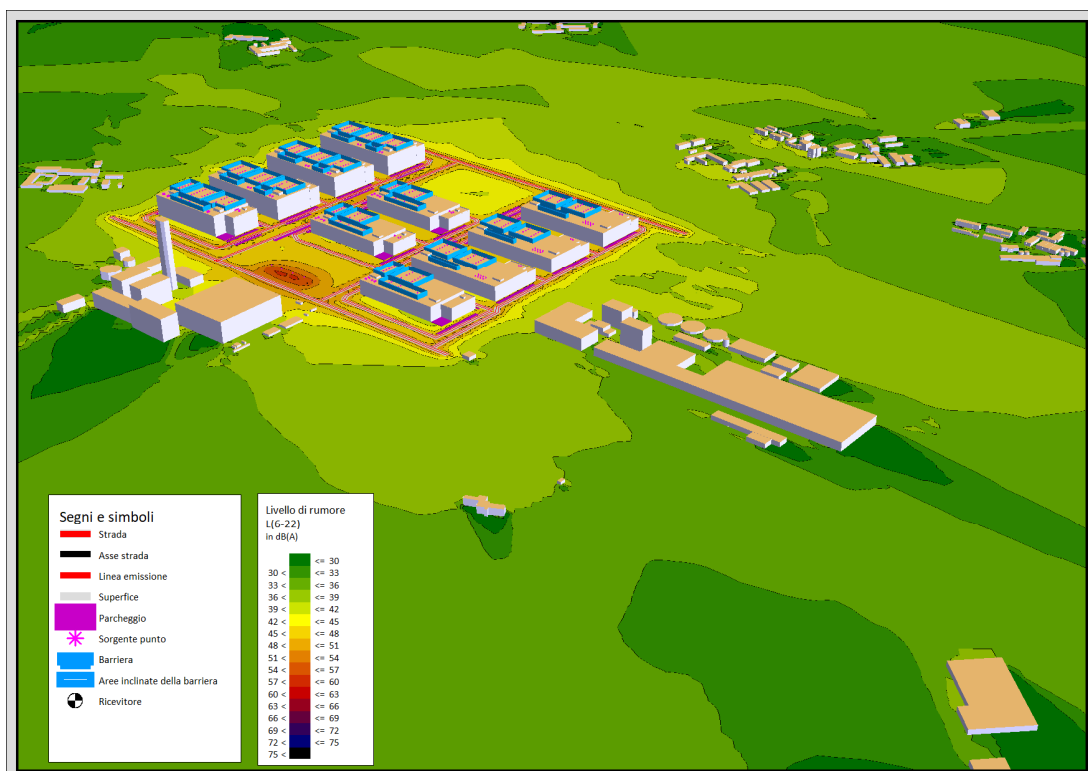 Segni e simboli
Strada
Asse strada
Linea emissione
Superfice
Parcheggio
Sorgente punto
Barriera
Aree inclinate della barriera
Ricevitore
Livello di rumore
L(6-22)
in dB(A)
<= 30
30 < <= 33
33 < <= 36
36 < <= 39
39 < <= 42
42 < <= 45
45 < <= 48
48 < <= 51
51 < <= 54
54 < <= 57
57 < <= 60
60 < <= 63
63 < <= 66
66 < <= 69
69 < <= 72
72 < <= 75
75 <